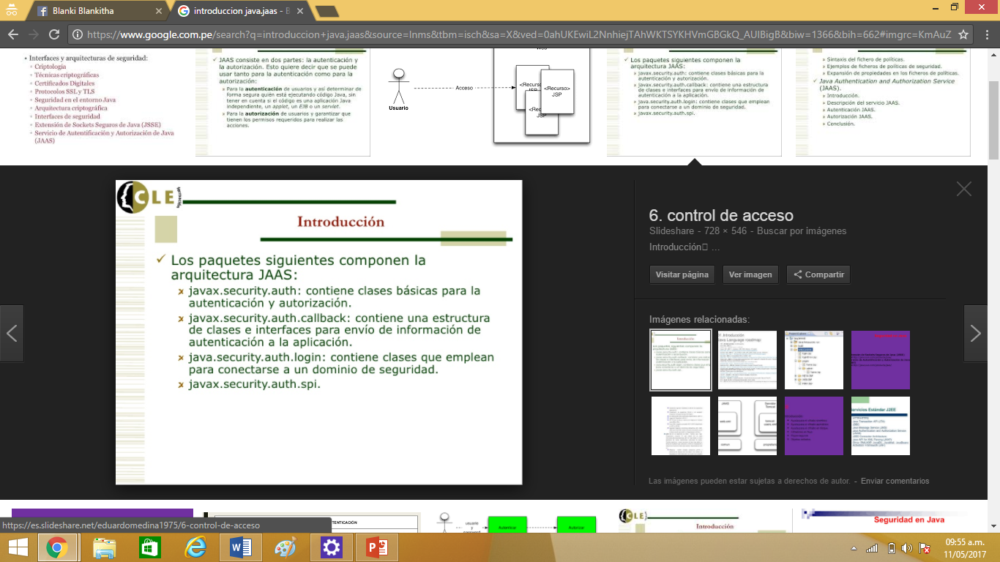 Blanki Blankitha
introduccion java.jaas - B
https://www.google.com.pe/search?q=introduccion+java.jaas&source=lnms&tbm=isch&sa=X&ved=0ahUKEwiL2NnhiejTAhWKTSYKHVmGBGkQ_AUIBigB&biw=1366&bih=662#imgrc=KmAuZ
Interfaces y arquitecturas de seguridad:
Criptología
Técnicas criptográficas
Certificados Digitales
Protocolos SSL y TLS
Seguridad en el entorno Java
Arquitectura criptográfica
Interfaces de seguridad
Extensión de Sockets Seguros de Java (JSSE)
Servicio de Autentificación y Autorización de Java
(JAAS)
JAAS consiste en dos partes: la autenticación y
la autorización. Esto quiere decir que se puede
usar tanto para la autenticación como para la
autorización:
Para la autenticación de usuarios y así determinar de
forma segura quién está ejecutando código Java, sin
tener en cuenta si el código es una aplicación Java
independiente, un applet, un EJB o un servlet.
Para la autorización de usuarios y garantizar que
tienen los permisos requeridos para realizar las
acciones.
Usuario
Acceso
<Recurso>
JSP
JSP
Los paquetes siguientes componen la
arquitectura JAAS:
javax.security.auth: contiene clases básicas para la
autenticación y autorización.
javax.security.auth.callback: contiene una estructura
de clases e interfaces para envío de información de
autenticación a la aplicación.
java.security.auth.login: contiene clases que emplean
para conectarse a un dominio de seguridad.
javax.security.auth.spi.
Sintaxis del fichero de políticas.
Ejemplos de ficheros de políticas de seguridad.
Expansión de propiedades en los ficheros de políticas.
Java Authentication and Authorization Service
(JAAS).
Introducción.
Descripción del servicio JAAS.
Autenticación JAAS.
Autorización JAAS.
Conclusión.
CLE
Introducción
Los paquetes siguientes componen la
arquitectura JAAS:
javax.security.auth: contiene clases básicas para la
autenticación y autorización.
javax.security.auth.callback: contiene una estructura
de clases e interfaces para envío de información de
autenticación a la aplicación.
contiene clases que emplean
para conectarse a un dominio de seguridad.
javax.security.auth.spi.
6. control de acceso
Slideshare - 728 × 546 - Buscar por imágenes
Introducción ...
Visitar página
Ver imagen
Compartir
Imágenes relacionadas:
Las imágenes pueden estar sujetas a derechos de autor. - Enviar comentarios
https://es.slideshare.net/eduardomedina1975/6-control-de-acceso
usuario
y
Autenticar
Autorizar
CLE
Introducción
Seguridad en Java
09:55 a.m.
11/05/2017